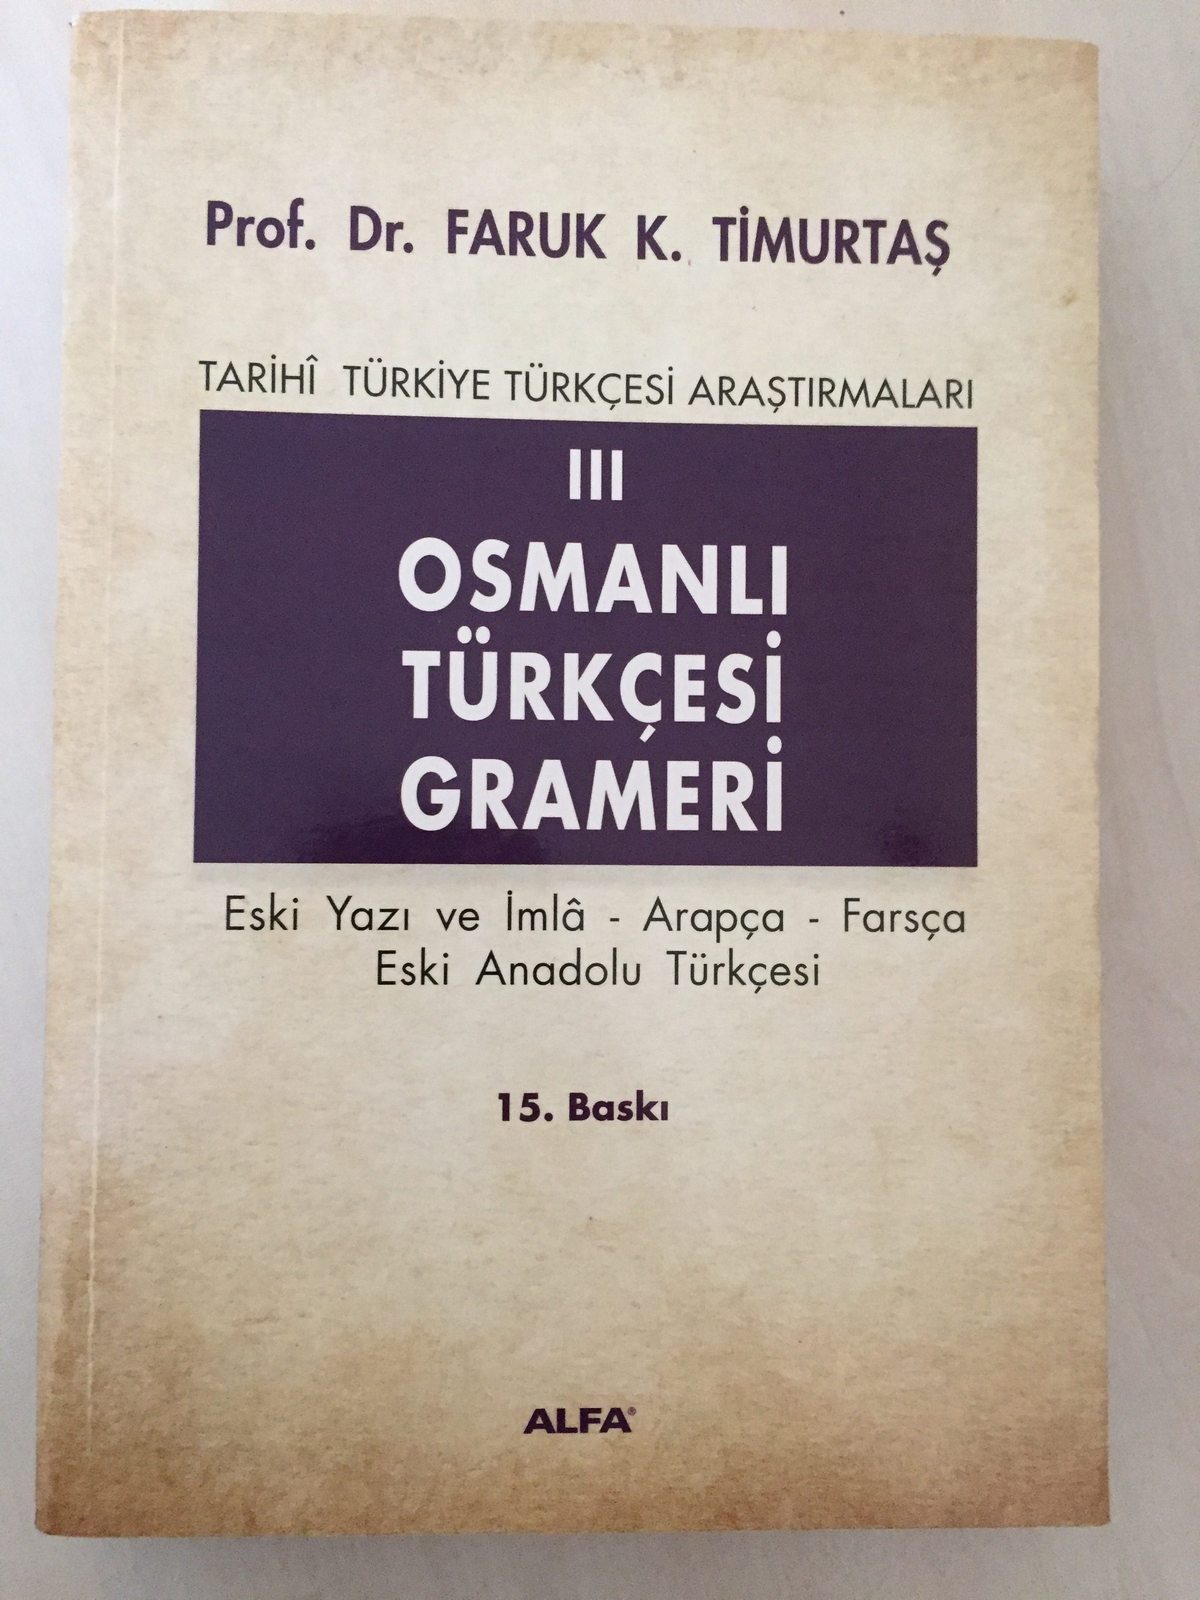 Prof. Dr. FARUK K. TİMURTAŞ
TARİHÎ TÜRKİYE TÜRKÇESİ ARAŞTIRMALARI
III
OSMANLI
TÜRKÇESİ
GRAMERİ
Eski Yazı ve İmlâ - Arapça - Farsça
Eski Anadolu Türkçesi
15. Baskı
ALFA®